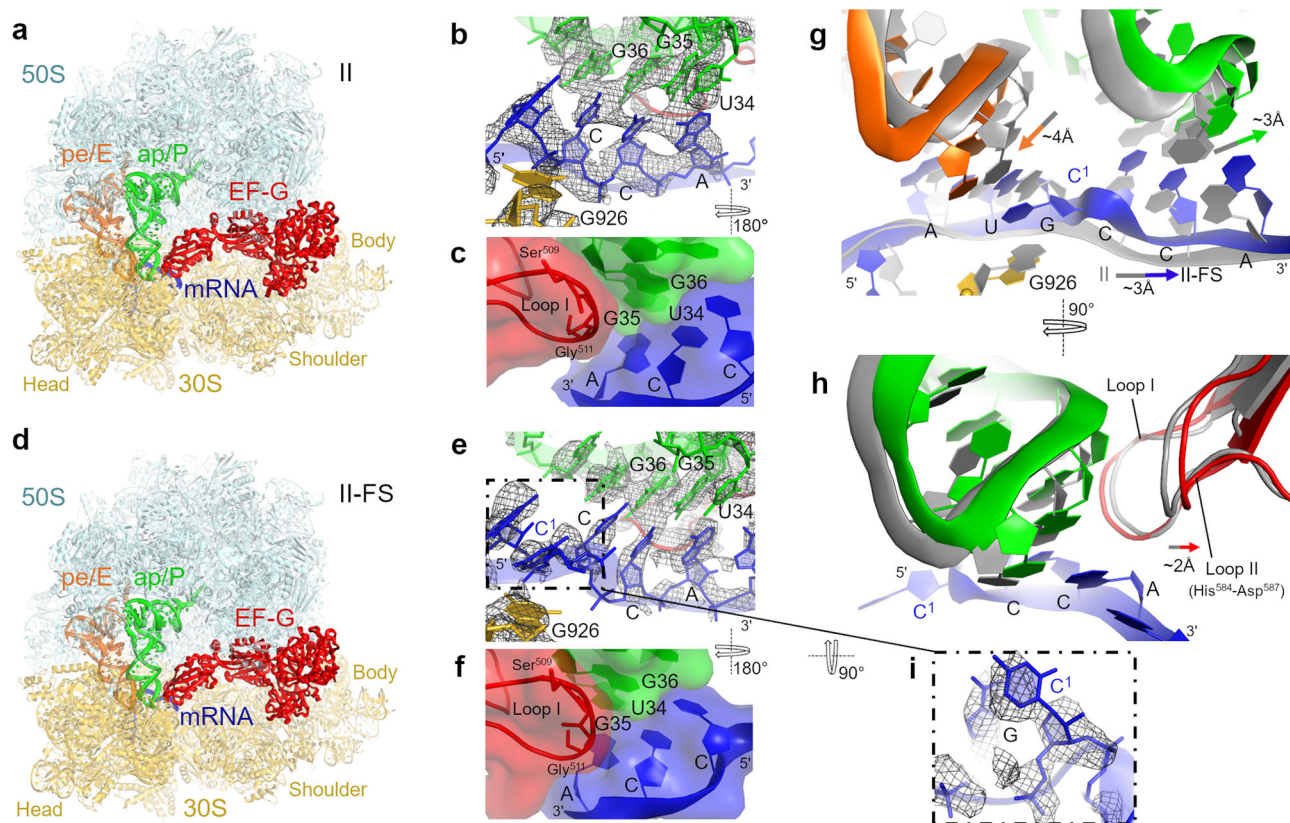 a
50S
II
pe/E
ap/P
EF-G
Body
mRNA
Shoulder
Head
30S
b
G36
G35
U34
5'
C
C
A
3'
G926
180°
c
Ser509
Loop I
G36
G35
U34
Gly511
3'
A
C
C
5'
d
50S
II-FS
pe/E
ap/P
EF-G
Body
mRNA
Shoulder
Head
30S
e
G36
G35
U34
C
C1
5'
C
A
3'
G926
180°
90°
f
Ser509
Loop I
G36
U34
G35
Gly511
A
3'
C
C
5'
g
~4Å
~3Å
C1
A
U
G
C
C
A
5'
3'
G926
II
II-FS
~3Å
90°
h
Loop I
~2Å
Loop II
(His584-Asp587)
5'
C1
C
C
A
3'
i
C1
G